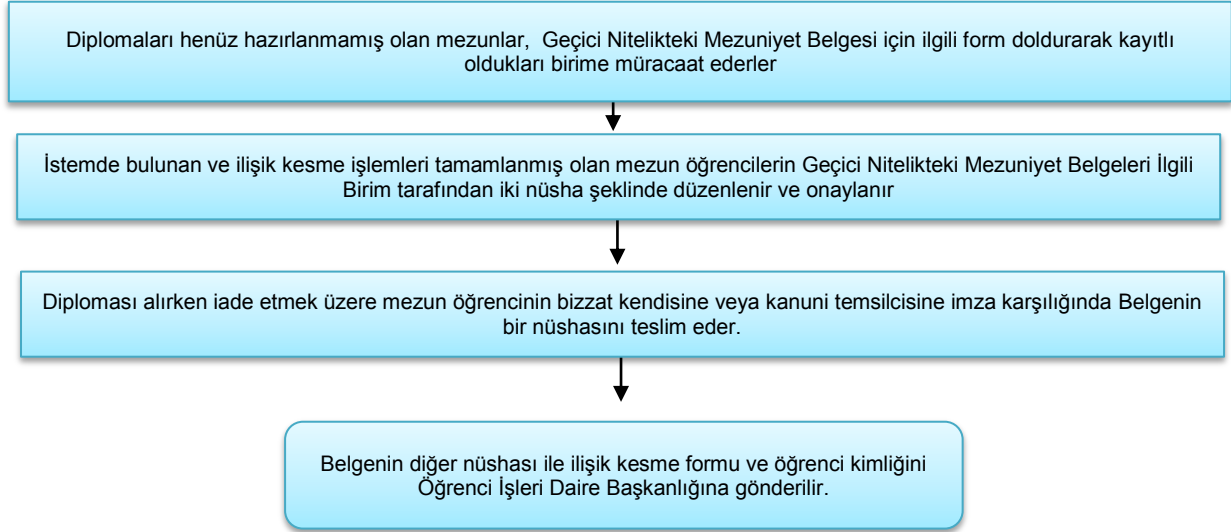 Diplomaları henüz hazırlanmamış olan mezunlar, Geçici Nitelikteki Mezuniyet Belgesi için ilgili form doldurarak kayıtlı
oldukları birime müracaat ederler
İstemde bulunan ve ilişik kesme işlemleri tamamlanmış olan mezun öğrencilerin Geçici Nitelikteki Mezuniyet Belgeleri İlgili
Birim tarafından iki nüsha şeklinde düzenlenir ve onaylanır
Diploması alırken iade etmek üzere mezun öğrencinin bizzat kendisine veya kanuni temsilcisine imza karşılığında Belgenin
bir nüshasını teslim eder.
Belgenin diğer nüshası ile ilişik kesme formu ve öğrenci kimliğini
Öğrenci İşleri Daire Başkanlığına gönderilir.